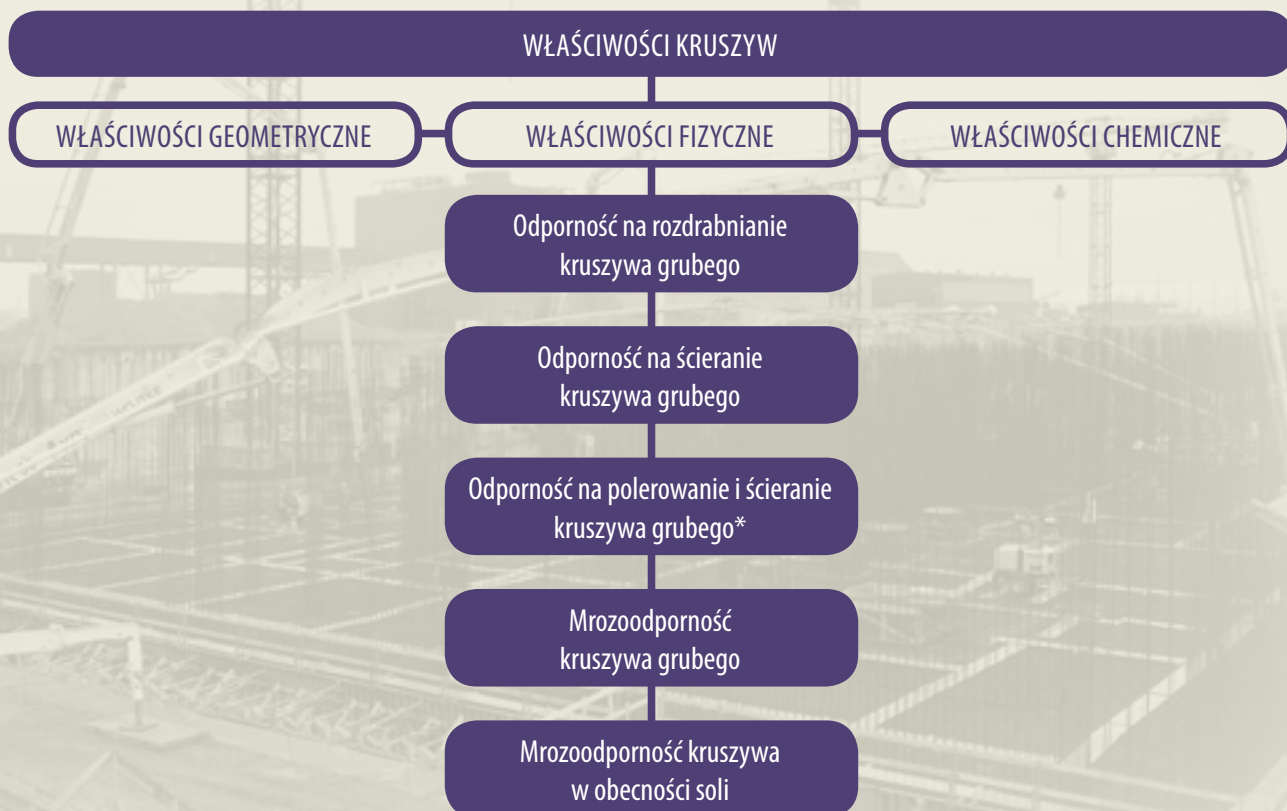 WŁAŚCIWOŚCI KRUSZYW
WŁAŚCIWOŚCI GEOMETRYCZNE
WŁAŚCIWOŚCI FIZYCZNE
WŁAŚCIWOŚCI CHEMICZNE
Odporność na rozdrabnianie
kruszywa grubego
Odporność na ścieranie
kruszywa grubego
Odporność na polerowanie i ścieranie
kruszywa grubego*
Mrozoodporność
kruszywa grubego
Mrozoodporność kruszywa
w obecności soli